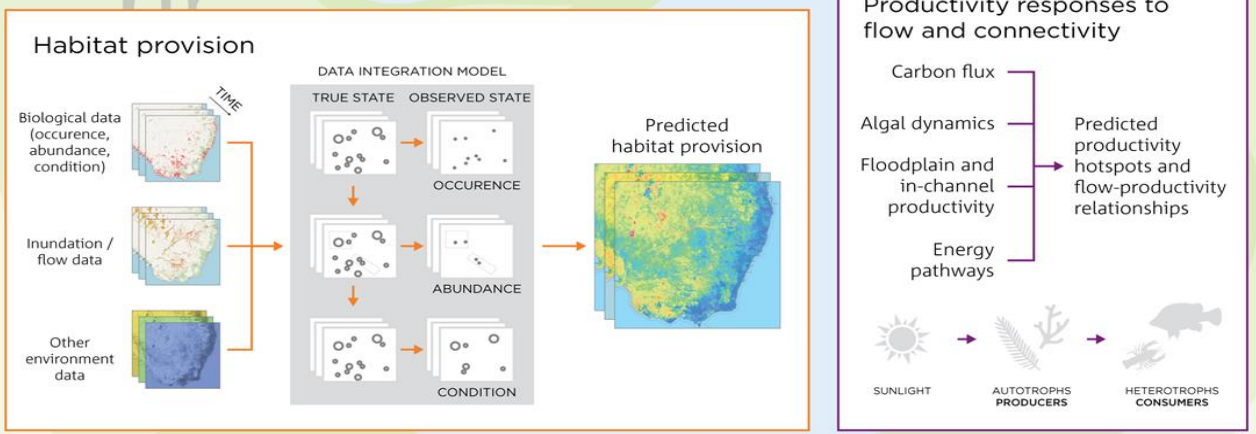 Habitat provision
Biological data
(occurence,
abundance,
condition)
TIME
Inundation /
flow data
Other
environment
data
DATA INTEGRATION MODEL
TRUE STATE
OBSERVED STATE
OCCURENCE
ABUNDANCE
CONDITION
Predicted
habitat provision
Productivity responses to
flow and connectivity
Carbon flux
Algal dynamics
Floodplain and
in-channel
productivity
Energy
pathways
Predicted
productivity
hotspots and
flow-productivity
relationships
SUNLIGHT
AUTOTROPHS
PRODUCERS
HETEROTROPHS
CONSUMERS